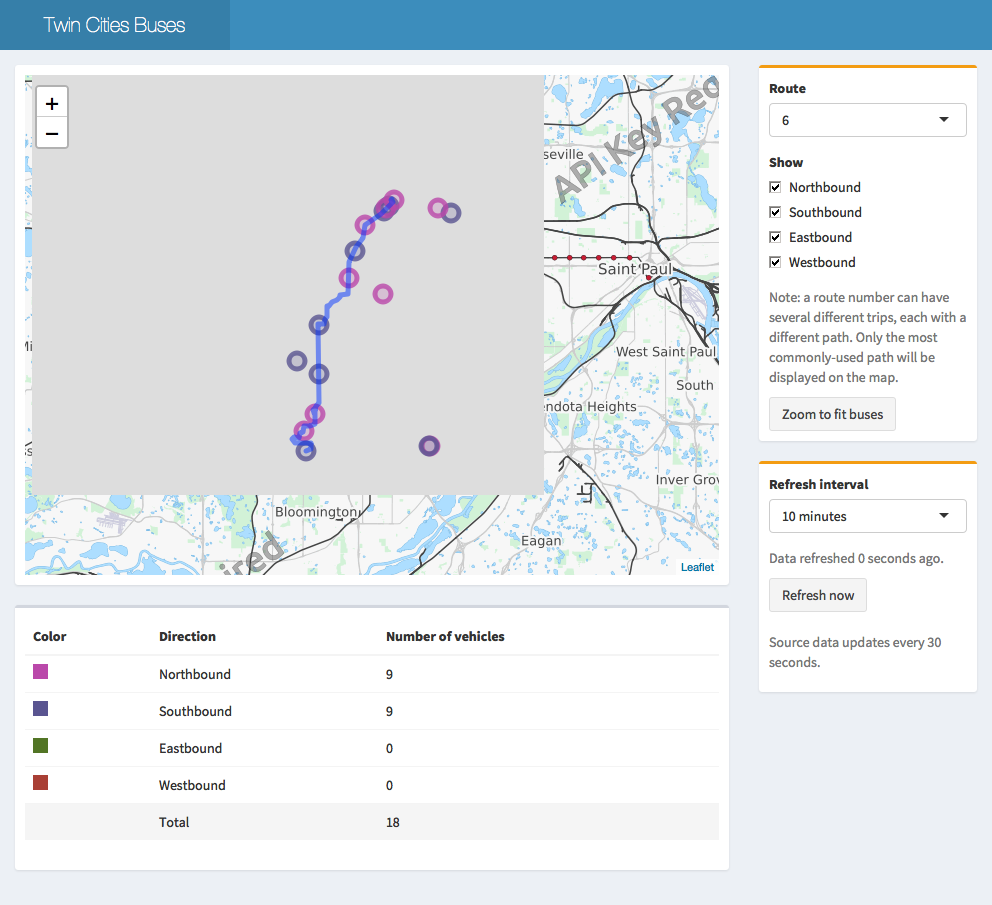 Twin Cities Buses
+
−
seville
API Key Req
Saint Paul
West Saint Paul
South
ndota Heights
Inver Grov
Bloomington
Eagan
ired
Leaflet
Route
6
Show
Northbound
Southbound
Eastbound
Westbound
Note: a route number can have
several different trips, each with a
different path. Only the most
commonly-used path will be
displayed on the map.
Zoom to fit buses
Refresh interval
10 minutes
Data refreshed 0 seconds ago.
Refresh now
Source data updates every 30
seconds.
Color Direction Number of vehicles
Northbound 9
Southbound 9
Eastbound 0
Westbound 0
Total 18